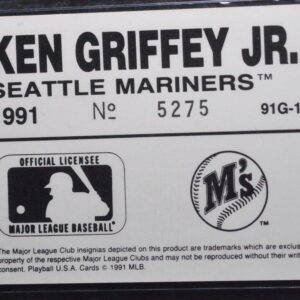 KEN GRIFFEY JR.
SEATTLE MARINERS™
1991 Nº 5275 91G-1
OFFICIAL LICENSEE
MAJOR LEAGUE BASEBALL®
M's
™
The Major League Club insignias depicted on this product are trademarks which are exclus
property of the respective Major League Clubs and may not be reproduced without their writ
consent. Playball U.S.A. Cards © 1991 MLB.